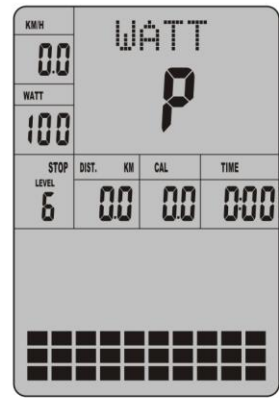 KM/H
0.0
WATT
P
WATT
100
STOP
LEVEL
6
DIST. KM
0.0
CAL
0.0
TIME
0:00